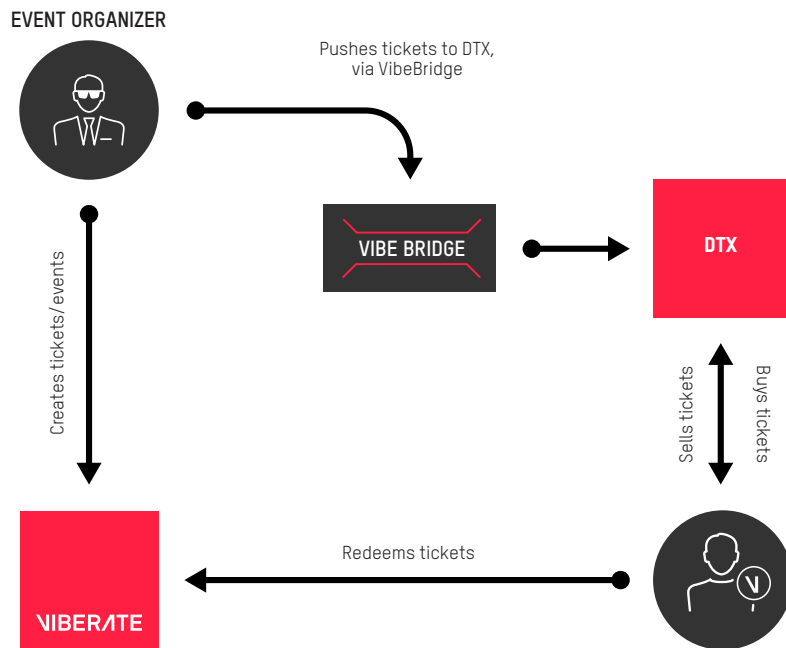 EVENT ORGANIZER
Pushes tickets to DTX,
via VibeBridge
VIBE BRIDGE
DTX
Creates tickets/ events
Sells tickets
Buys tickets
Redeems tickets
VIBERATE
V